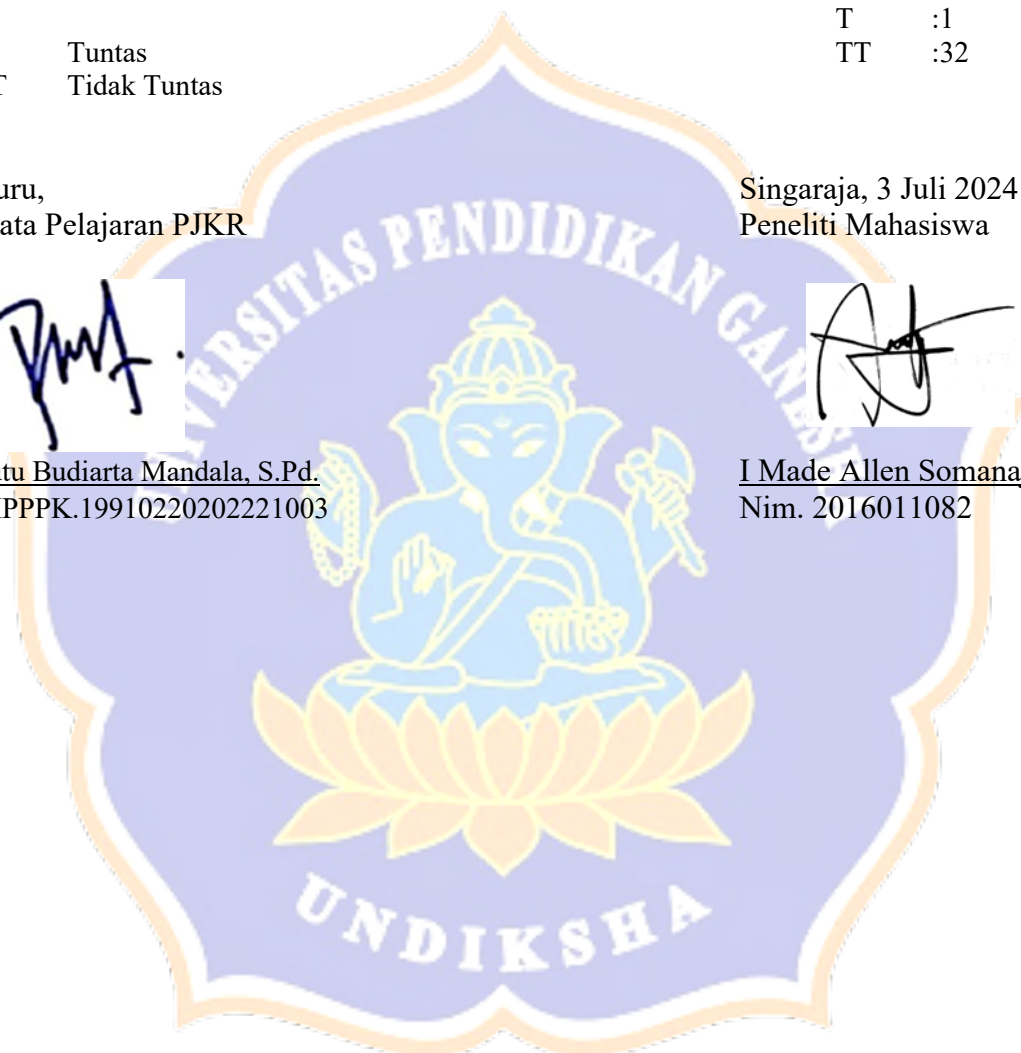 T :1
Tuntas TT :32
T Tidak Tuntas
uru, Singaraja, 3 Juli 2024
ata Pelajaran PJKR Peneliti Mahasiswa
UNIVERSITAS PENDIDIKAN GANESHA
tu Budiarta Mandala, S.Pd. I Made Allen Somana
IPPPK.19910220202221003 Nim. 2016011082
UNDIKSHA